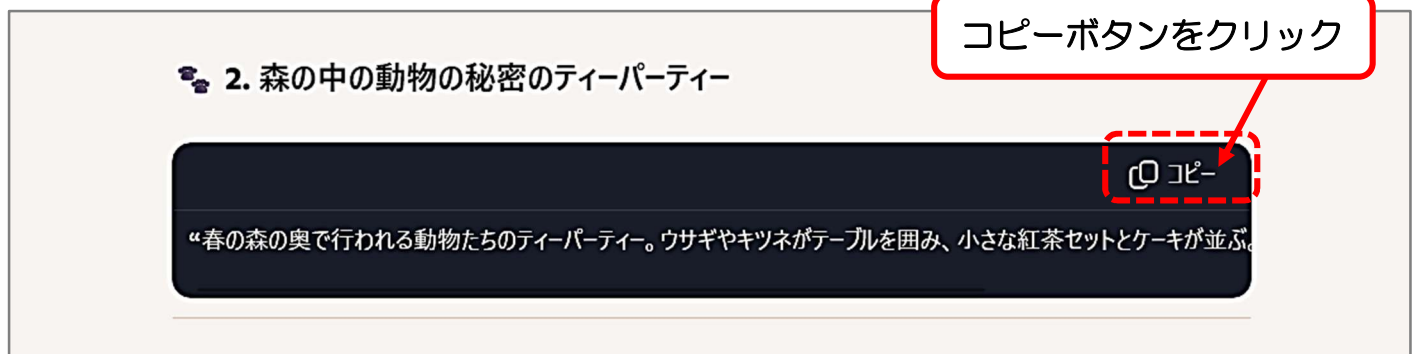 コピーボタンをクリック
2. 森の中の動物の秘密のティーパーティー
コピー
“春の森の奥で行われる動物たちのティーパーティー。ウサギやキツネがテーブルを囲み、小さな紅茶セットとケーキが並ぶ。